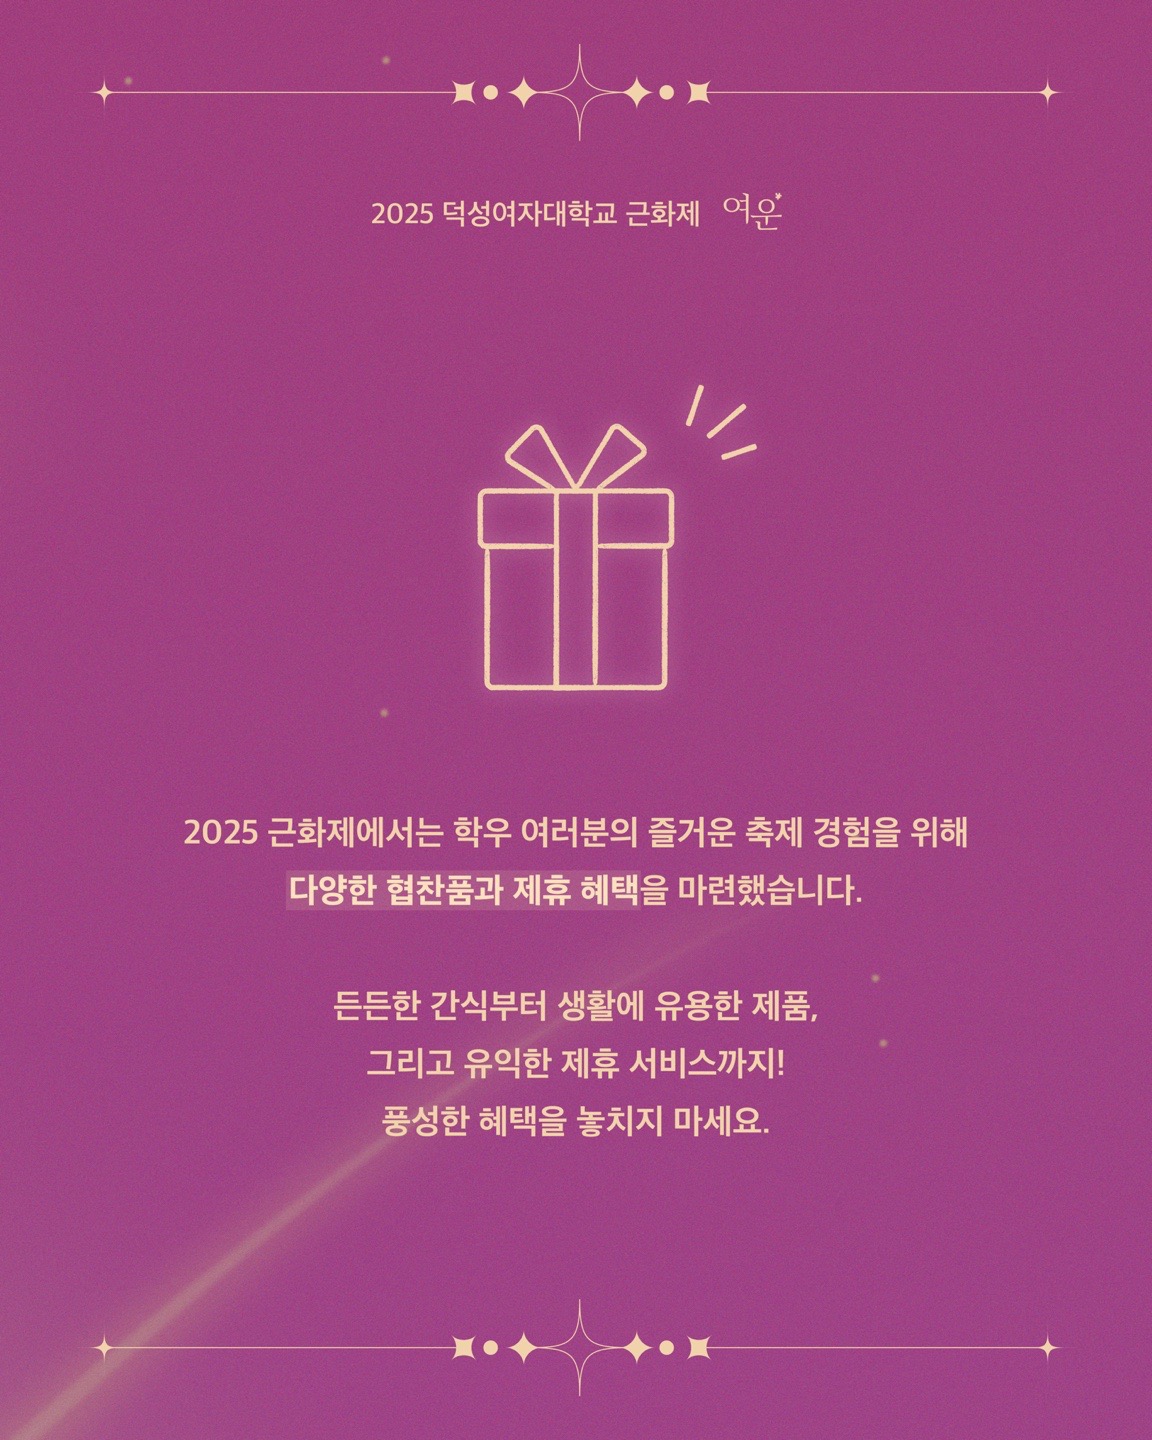 2025 덕성여자대학교 근화제 여운
2025 근화제에서는 학우 여러분의 즐거운 축제 경험을 위해
다양한 협찬품과 제휴 혜택을 마련했습니다.
든든한 간식부터 생활에 유용한 제품,
그리고 유익한 제휴 서비스까지!
풍성한 혜택을 놓치지 마세요.